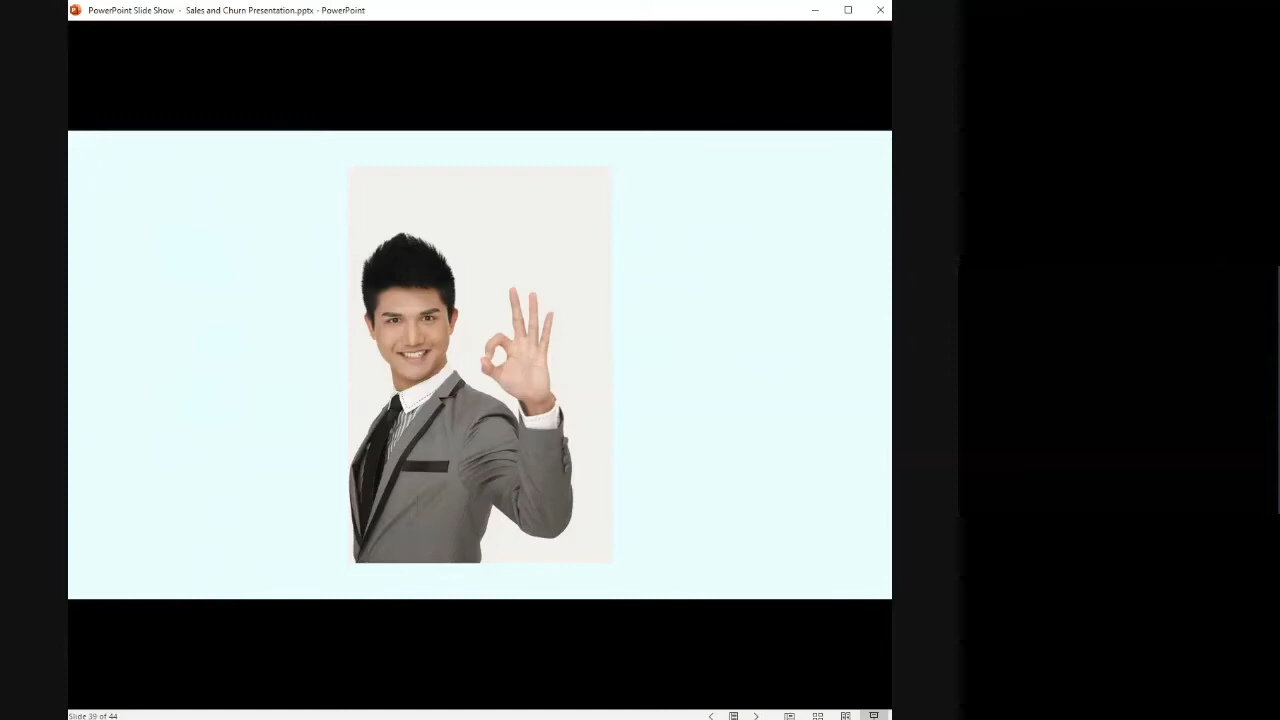 PowerPoint Slide Show - Sales and Churn Presentation.pptx - PowerPoint
Slide 39 of 44